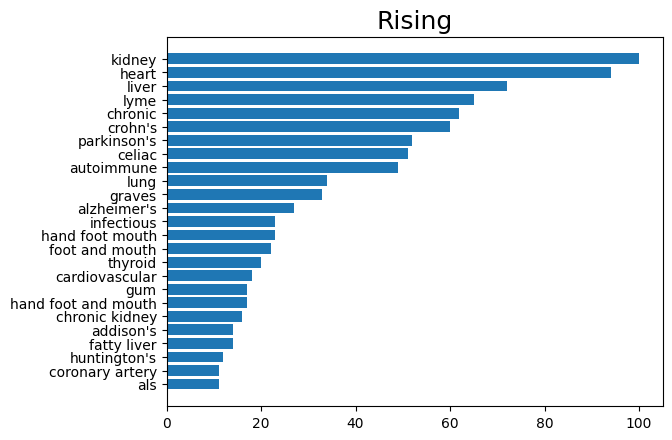 Rising
kidney
heart
liver
lyme
chronic
crohn's
parkinson's
celiac
autoimmune
lung
graves
alzheimer's
infectious
hand foot mouth
foot and mouth
thyroid
cardiovascular
gum
hand foot and mouth
chronic kidney
addison's
fatty liver
huntington's
coronary artery
als
0 20 40 60 80 100